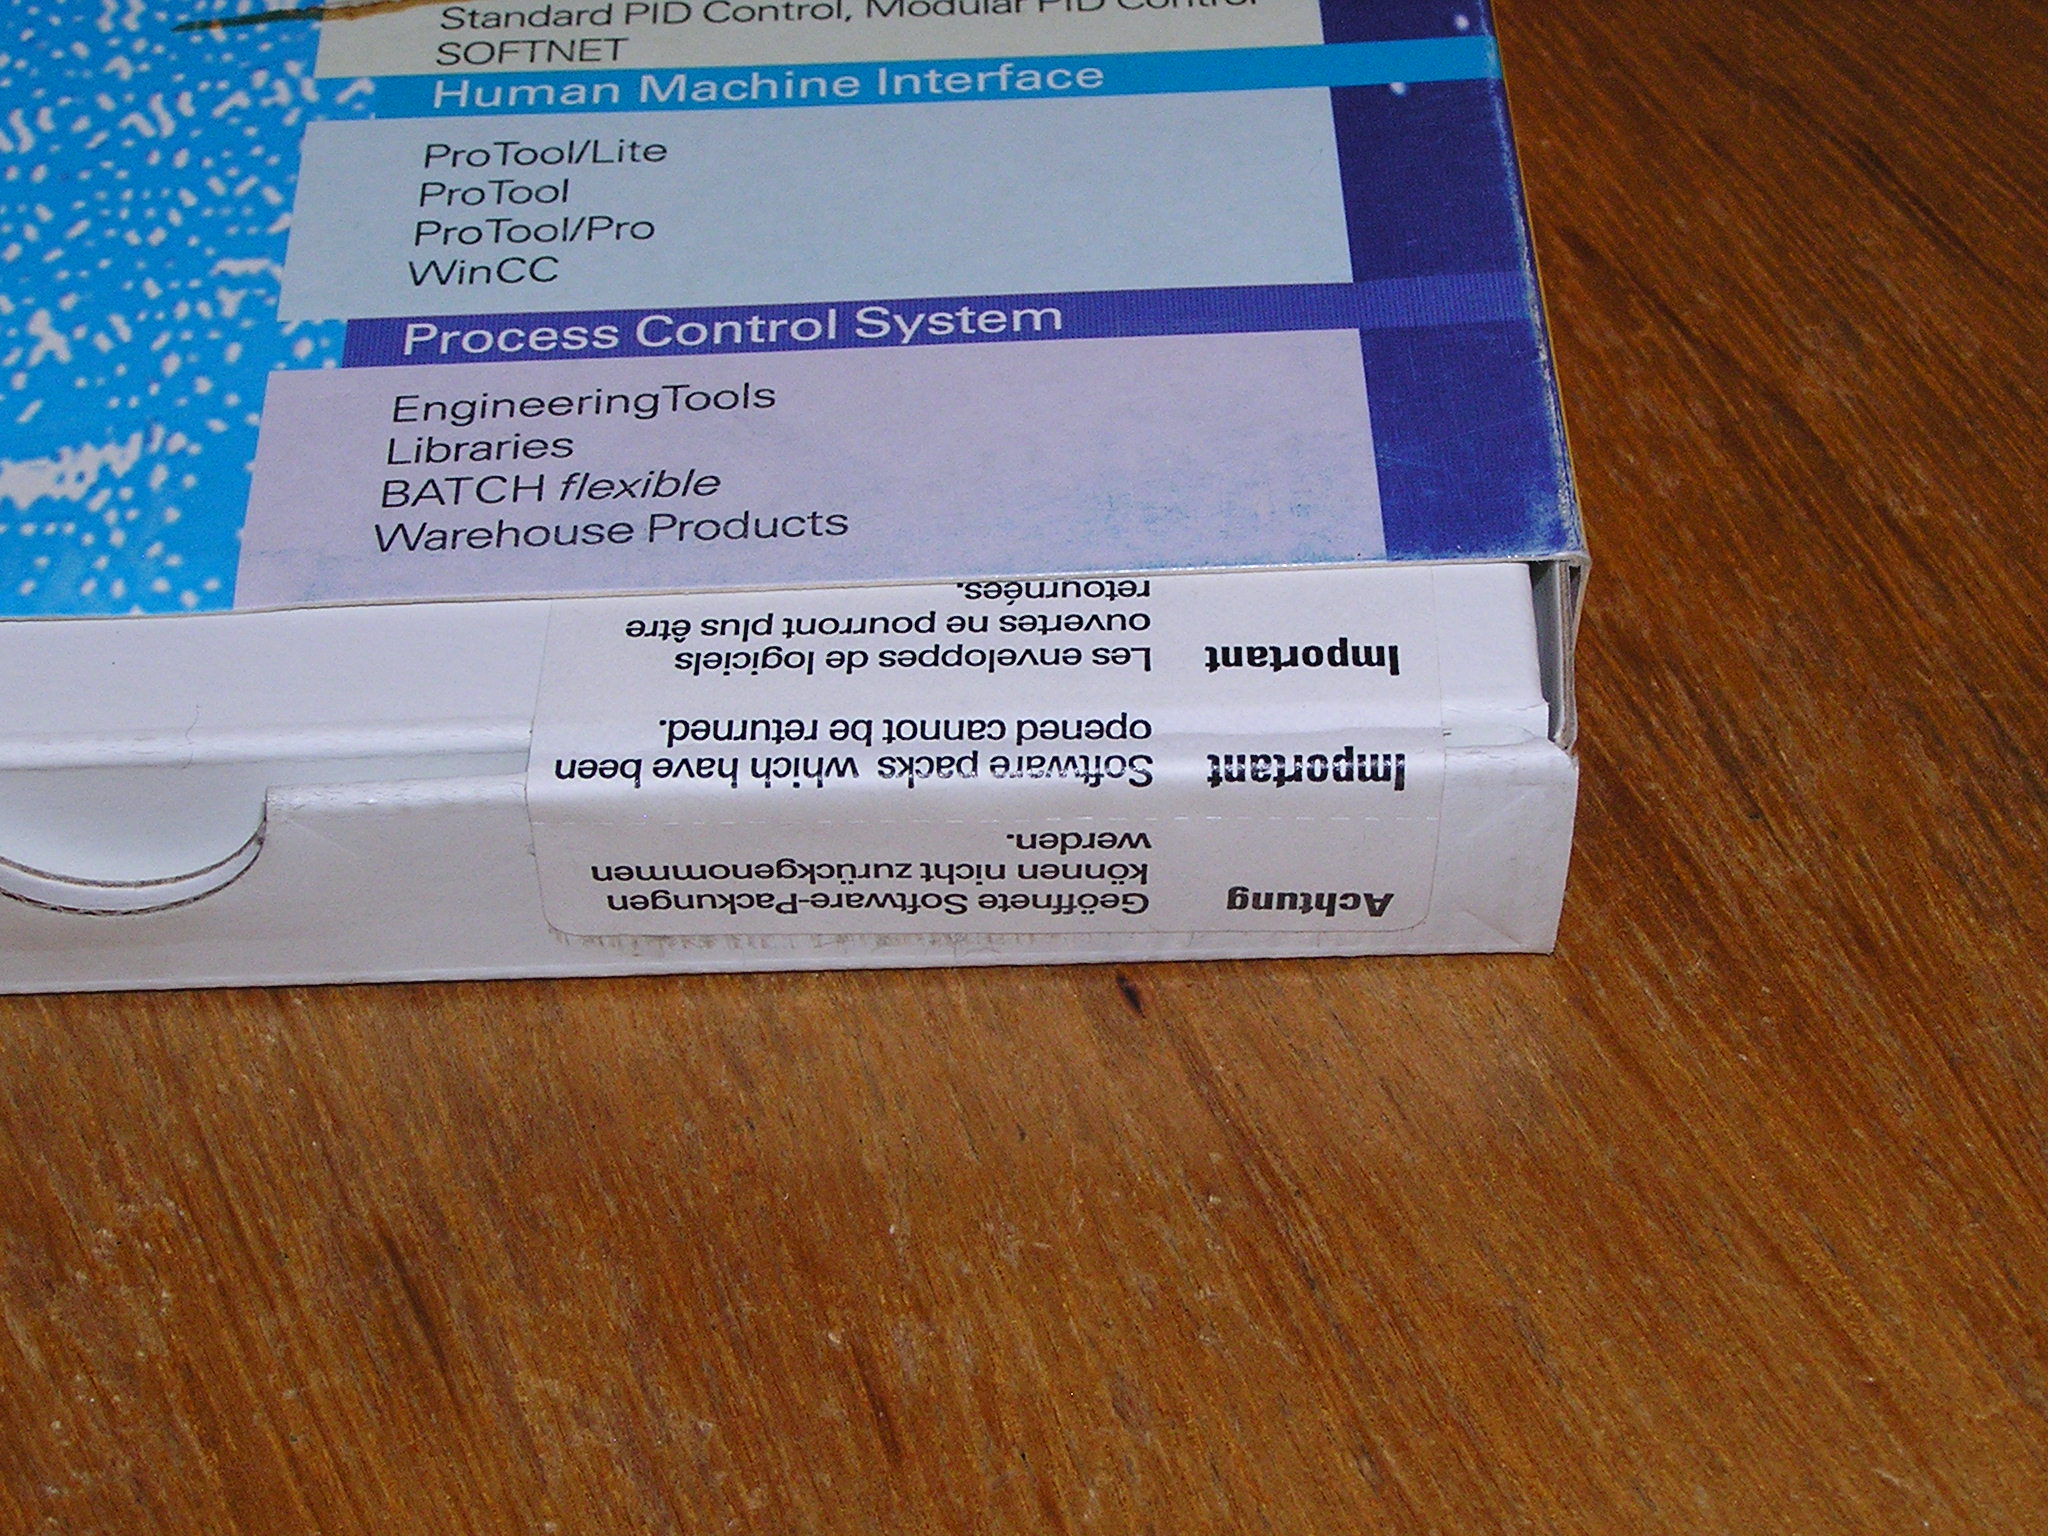 Standard PID Control, Modular PID Control
SOFTNET
Human Machine Interface
ProTool/Lite
ProTool
ProTool/Pro
WinCC
Process Control System
Engineering Tools
Libraries
BATCH flexible
Warehouse Products
Achtung
Geöffnete Software-Packungen
können nicht zurückgenommen
werden.
Important
Software packs which have been
opened cannot be returned.
Important
Les enveloppes de logiciels
ouvertes ne pourront plus être
retournées.